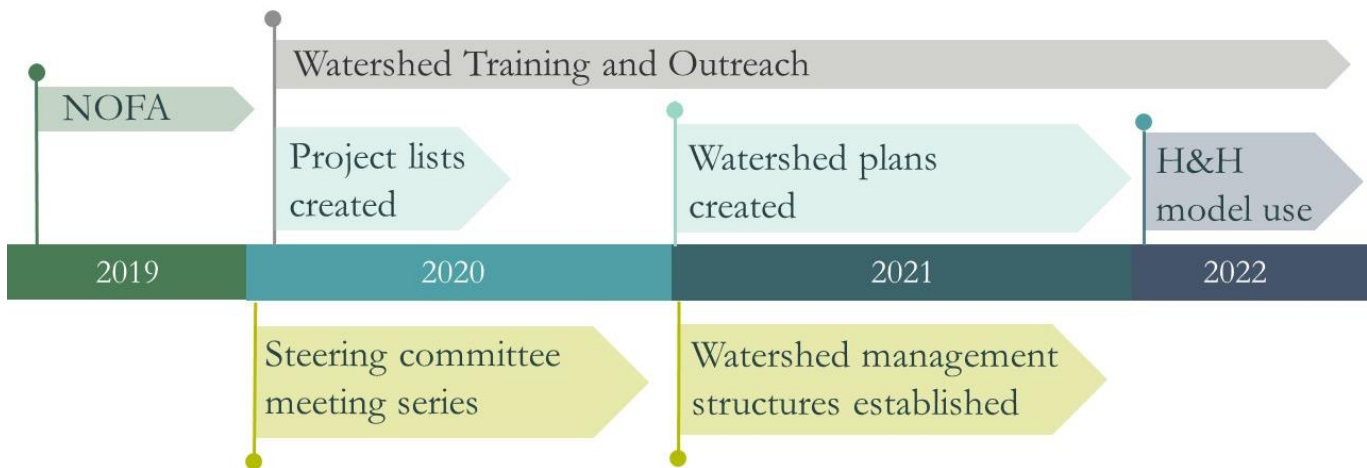 Watershed Training and Outreach
NOFA
Project lists
created
Watershed plans
created
H&H
model use
2019
2020
2021
2022
Steering committee
meeting series
Watershed management
structures established